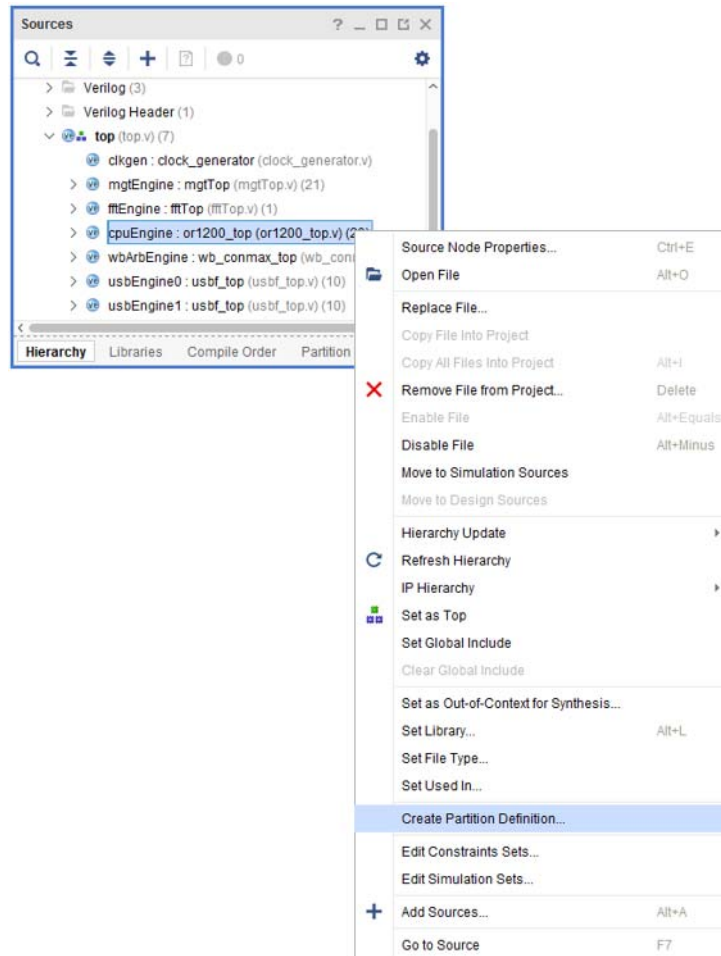 Sources
0
Verilog (3)
Verilog Header (1)
top (top.v) (7)
clkgen : clock_generator (clock_generator.v)
mgtEngine : mgtTop (mgtTop.v) (21)
fftEngine : fftTop (fftTop.v) (1)
cpuEngine : or1200_top (or1200_top.v)
wbArbEngine : wb_conmax_top
usbEngine0 : usbf_top (usbf_top.v) (10)
usbEngine1 : usbf_top (usbf_top.v) (10)
Hierarchy Libraries Compile Order Partition
Source Node Properties... Ctrl+E
Open File Alt+O
Replace File...
Copy File Into Project
Copy All Files Into Project Alt+I
Remove File from Project... Delete
Enable File Alt+Equals
Disable File Alt+Minus
Move to Simulation Sources
Move to Design Sources
Hierarchy Update
Refresh Hierarchy
IP Hierarchy
Set as Top
Set Global Include
Clear Global Include
Set as Out-of-Context for Synthesis...
Set Library... Alt+L
Set File Type...
Set Used In...
Create Partition Definition...
Edit Constraints Sets...
Edit Simulation Sets...
Add Sources... Alt+A
Go to Source F7